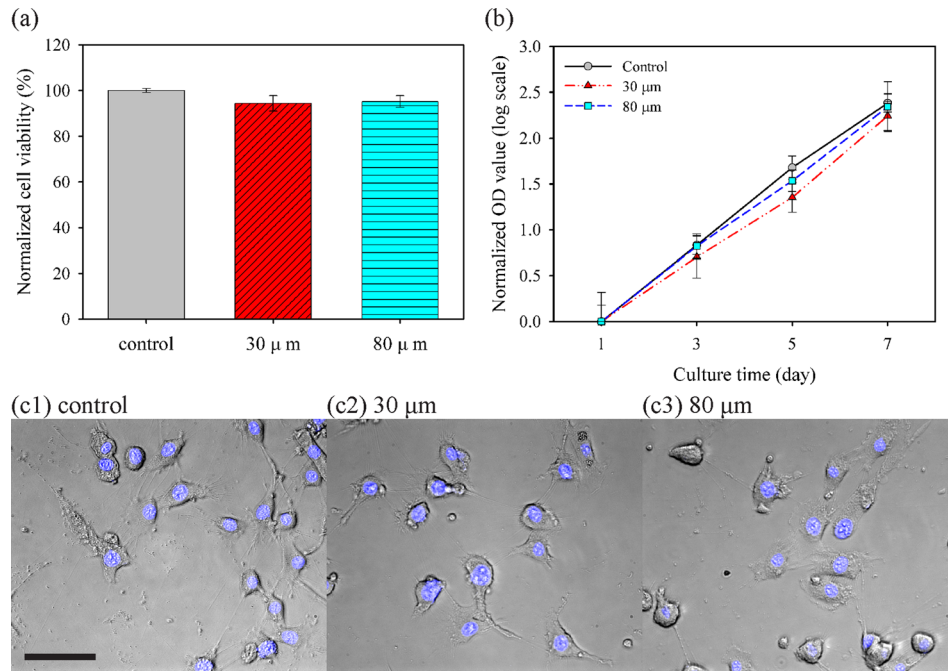 (a)
Normalized cell viability (%)
120
100
80
60
40
20
0
control
30 μ m
80 μ m
(b)
Normalized OD value (log scale)
3.0
2.5
2.0
1.5
1.0
0.5
0.0
Control
30 μm
80 μm
1
3
5
7
Culture time (day)
(c1) control
(c2) 30 μm
(c3) 80 μm